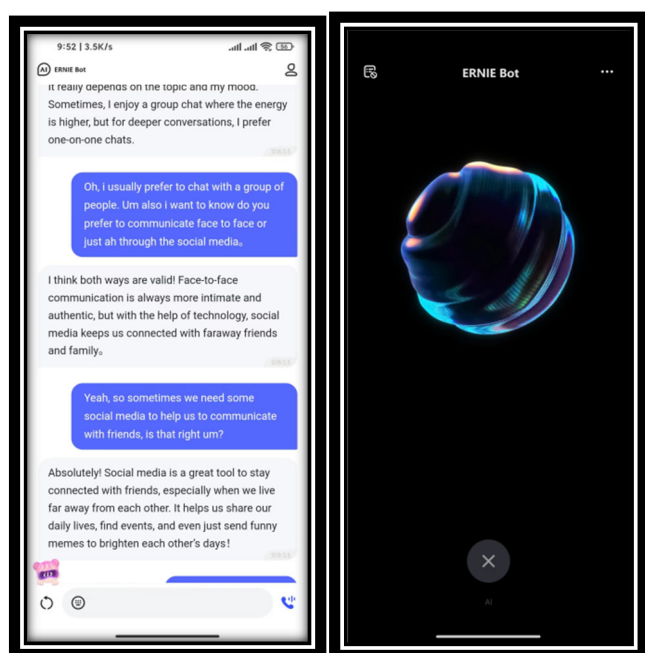 9:52 | 3.5K/s
56
AI ERNIE Bot
It really depends on the topic and my mood.
Sometimes, I enjoy a group chat where the energy
is higher, but for deeper conversations, I prefer
one-on-one chats.
Oh, i usually prefer to chat with a group of
people. Um also i want to know do you
prefer to communicate face to face or
just ah through the social media。
I think both ways are valid! Face-to-face
communication is always more intimate and
authentic, but with the help of technology, social
media keeps us connected with faraway friends
and family。
Yeah, so sometimes we need some
social media to help us to communicate
with friends, is that right um?
Absolutely! Social media is a great tool to stay
connected with friends, especially when we live
far away from each other. It helps us share our
daily lives, find events, and even just send funny
memes to brighten each other's days!
ERNIE Bot
AI